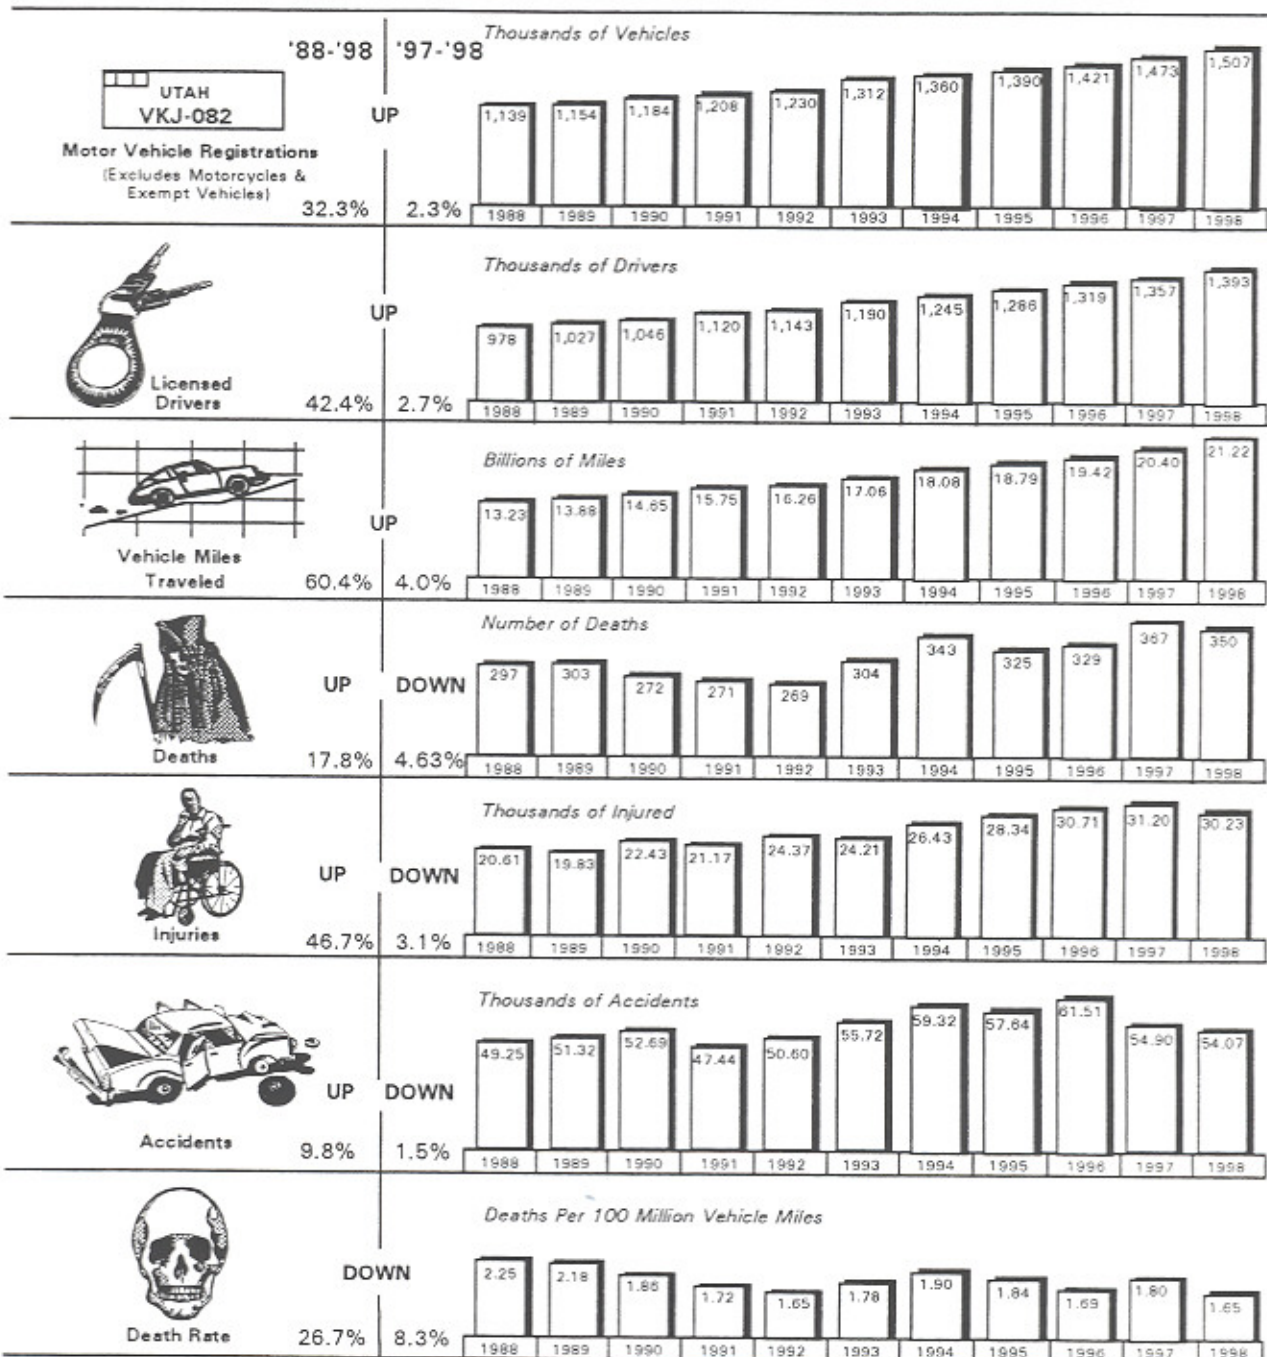 '88-'98 '97-'98
Thousands of Vehicles
UTAH
VKJ-082
UP
Motor Vehicle Registrations
(Excludes Motorcycles &
Exempt Vehicles)
32.3% 2.3%
1,139 1,154 1,184 1,208 1,230 1,312 1,360 1,390 1,421 1,473 1,507
1988 1989 1990 1991 1992 1993 1994 1995 1996 1997 1998
Thousands of Drivers
UP
Licensed
Drivers
42.4% 2.7%
978 1,027 1,046 1,120 1,143 1,190 1,245 1,286 1,319 1,357 1,393
1988 1989 1990 1991 1992 1993 1994 1995 1996 1997 1998
Billions of Miles
UP
Vehicle Miles
Traveled
60.4% 4.0%
13.23 13.88 14.65 15.75 16.26 17.06 18.08 18.79 19.42 20.40 21.22
1988 1989 1990 1991 1992 1993 1994 1995 1996 1997 1998
Number of Deaths
UP DOWN
Deaths
17.8% 4.63%
297 303 272 271 269 304 343 325 329 367 350
1988 1989 1990 1991 1992 1993 1994 1995 1996 1997 1998
Thousands of Injured
UP DOWN
Injuries
46.7% 3.1%
20.61 19.83 22.43 21.17 24.37 24.21 26.43 28.34 30.71 31.20 30.23
1988 1989 1990 1991 1992 1993 1994 1995 1996 1997 1998
Thousands of Accidents
UP DOWN
Accidents
9.8% 1.5%
49.25 51.32 52.69 47.44 50.60 55.72 59.32 57.64 61.51 54.90 54.07
1988 1989 1990 1991 1992 1993 1994 1995 1996 1997 1998
Deaths Per 100 Million Vehicle Miles
DOWN
Death Rate
26.7% 8.3%
2.25 2.18 1.86 1.72 1.65 1.78 1.90 1.84 1.69 1.80 1.65
1988 1989 1990 1991 1992 1993 1994 1995 1996 1997 1998